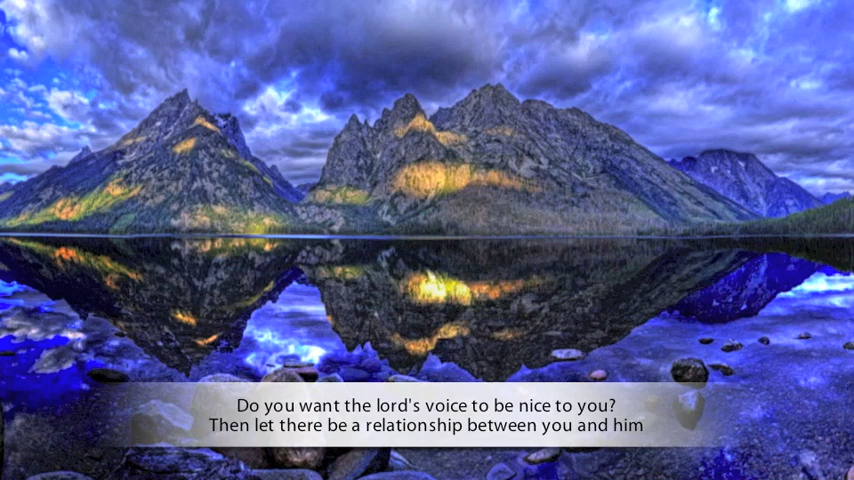 Do you want the lord's voice to be nice to you?
Then let there be a relationship between you and him